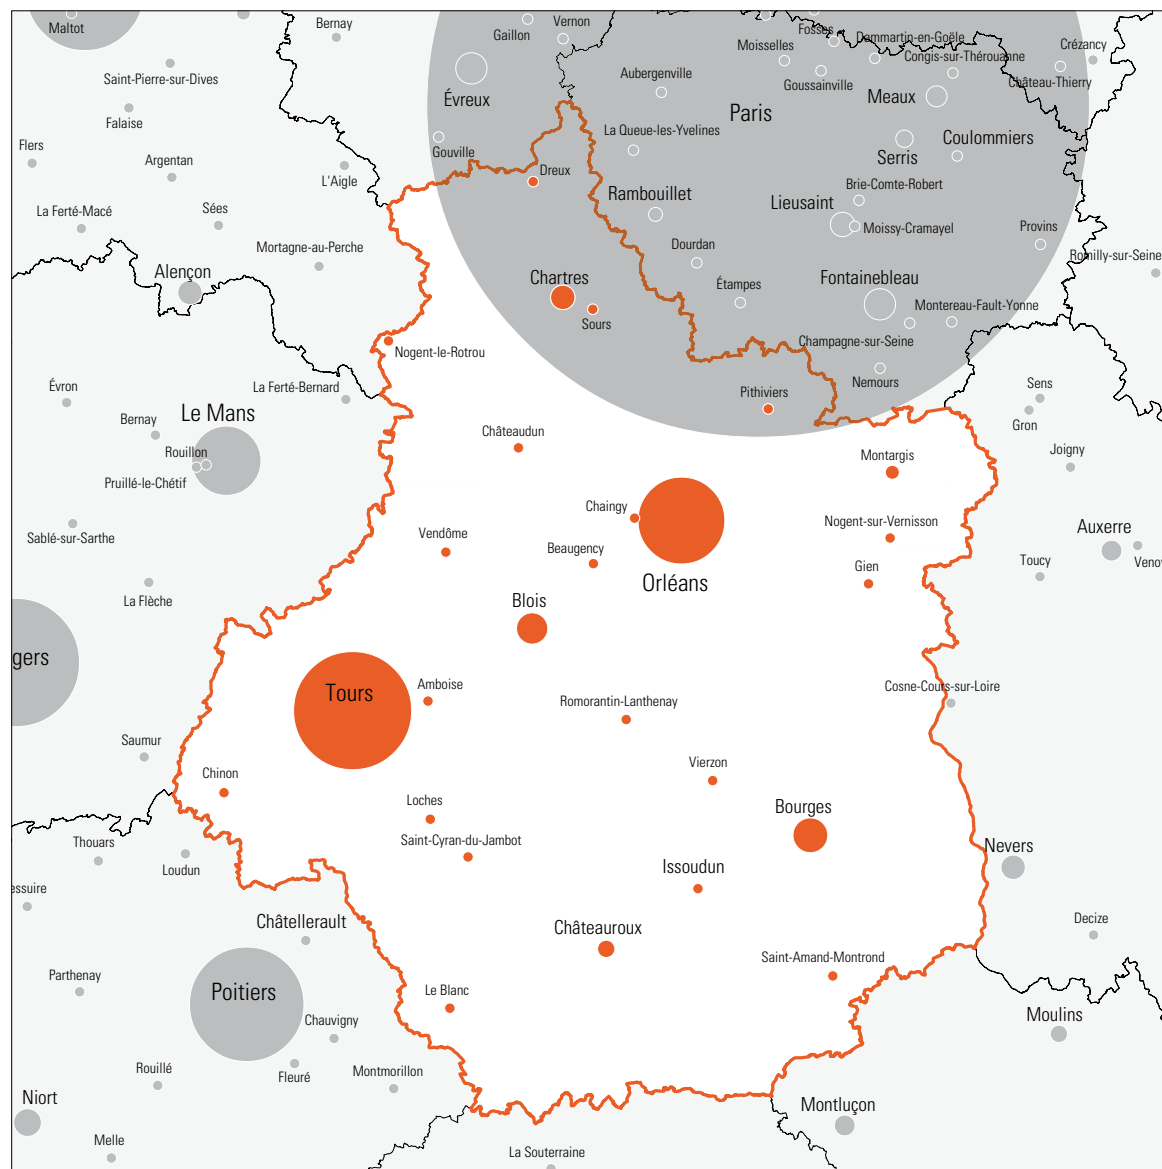 Maltot
Bernay
Gaillon
Vernon
Fosses
Moisselles
Dammartin-en-Goële
Crézancy
Congis-sur-Thérouanne
Saint-Pierre-sur-Dives
Aubergenville
Goussainville
Château-Thierry
Évreux
Meaux
Falaise
Paris
La Queue-les-Yvelines
Coulommiers
Flers
Gouville
Serris
Argentan
L'Aigle
Dreux
Brie-Comte-Robert
Rambouillet
Lieusaint
La Ferté-Macé
Sées
Moissy-Cramayel
Provins
Mortagne-au-Perche
Dourdan
Romilly-sur-Seine
Alençon
Chartres
Étampes
Fontainebleau
Montereau-Fault-Yonne
Sours
Champagne-sur-Seine
Nogent-le-Rotrou
Évron
La Ferté-Bernard
Nemours
Sens
Pithiviers
Le Mans
Bernay
Gron
Châteaudun
Rouillon
Joigny
Montargis
Pruillé-le-Chétif
Chaingy
Nogent-sur-Vernisson
Auxerre
Sablé-sur-Sarthe
Vendôme
Beaugency
Toucy
Venoy
Gien
Orléans
La Flèche
Blois
gers
Amboise
Tours
Cosne-Cours-sur-Loire
Romorantin-Lanthenay
Saumur
Vierzon
Chinon
Loches
Bourges
Thouars
Saint-Cyran-du-Jambot
Nevers
Loudun
Issoudun
essuire
Châtellerault
Châteauroux
Decize
Saint-Amand-Montrond
Parthenay
Poitiers
Le Blanc
Chauvigny
Moulins
Rouillé
Fleuré
Montmorillon
Niort
Montluçon
Melle
La Souterraine